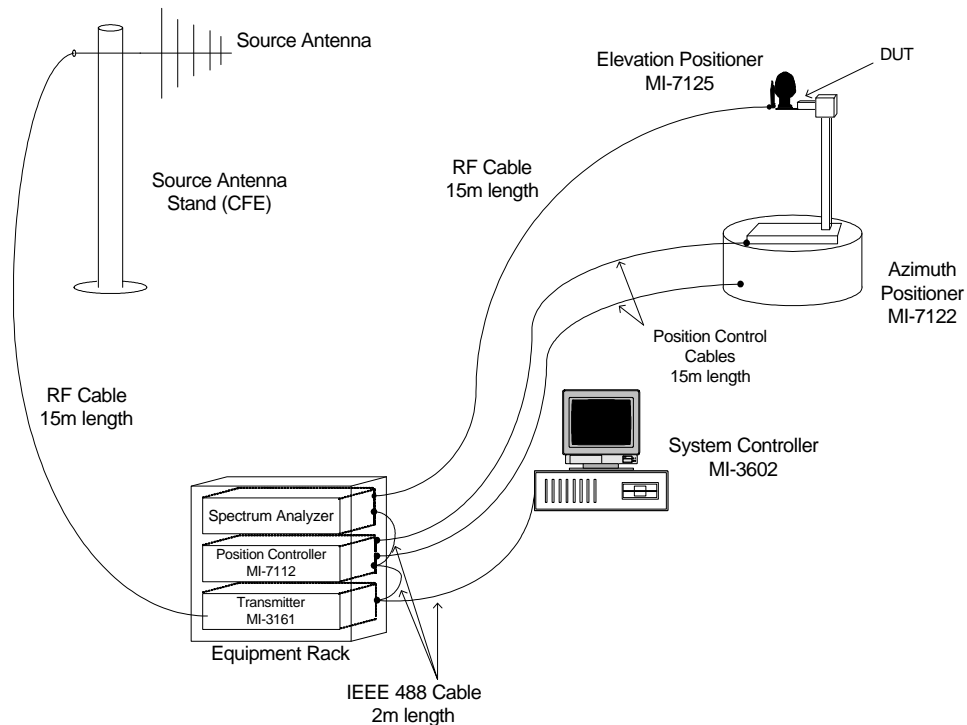 Source Antenna
Elevation Positioner
MI-7125
DUT
Source Antenna
Stand (CFE)
RF Cable
15m length
Azimuth
Positioner
MI-7122
Position Control
Cables
15m length
RF Cable
15m length
System Controller
MI-3602
Spectrum Analyzer
Position Controller
MI-7112
Transmitter
MI-3161
Equipment Rack
IEEE 488 Cable
2m length